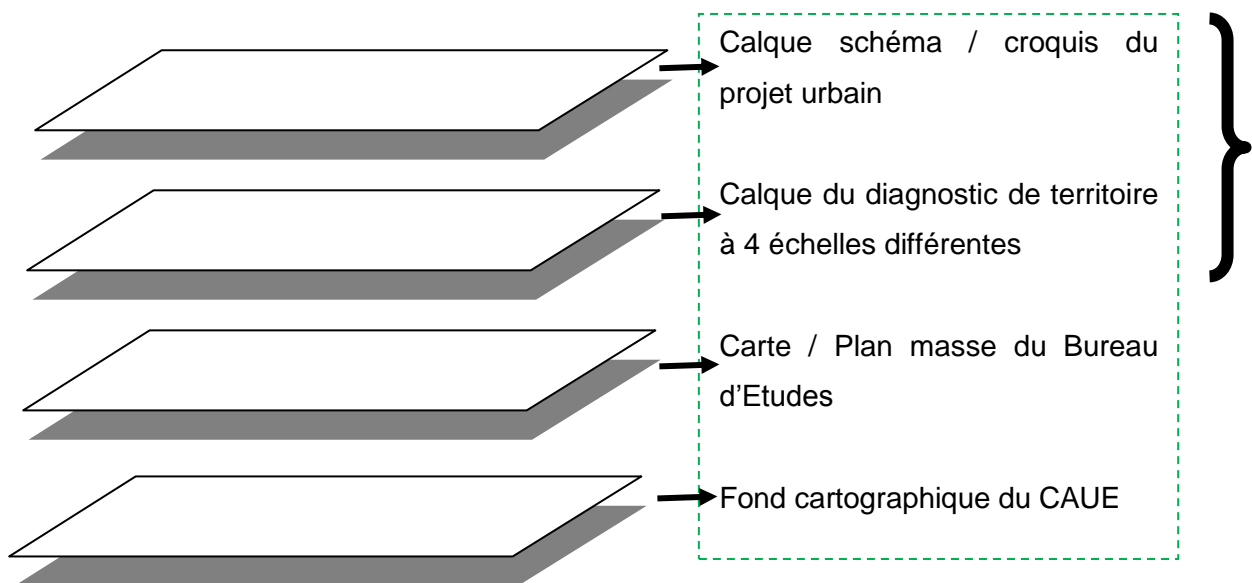 Calque schéma / croquis du
projet urbain
Calque du diagnostic de territoire
à 4 échelles différentes
Carte / Plan masse du Bureau
d’Etudes
Fond cartographique du CAUE